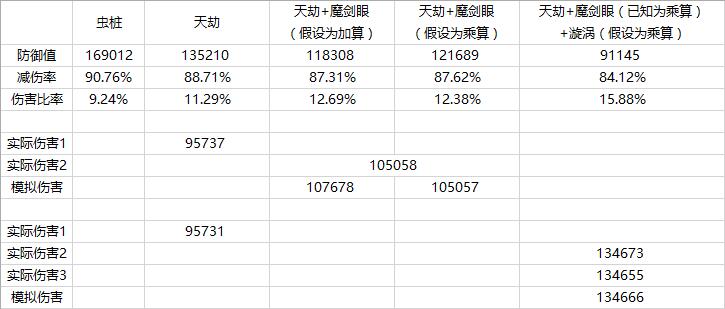 虫桩 天劫 天劫+魔剑眼（假设为加算） 天劫+魔剑眼（假设为乘算） 天劫+魔剑眼（已知为乘算）+漩涡（假设为乘算）
防御值 169012 135210 118308 121689 91145
减伤率 90.76% 88.71% 87.31% 87.62% 84.12%
伤害比率 9.24% 11.29% 12.69% 12.38% 15.88%
实际伤害1 95737
实际伤害2 105058
模拟伤害 107678 105057
实际伤害1 95731
实际伤害2 134673
实际伤害3 134655
模拟伤害 134666